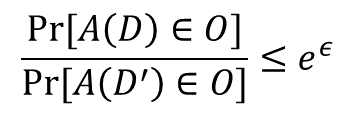 Pr[A(D) ∈ O]
Pr[A(D′) ∈ O]
≤ e^ϵ